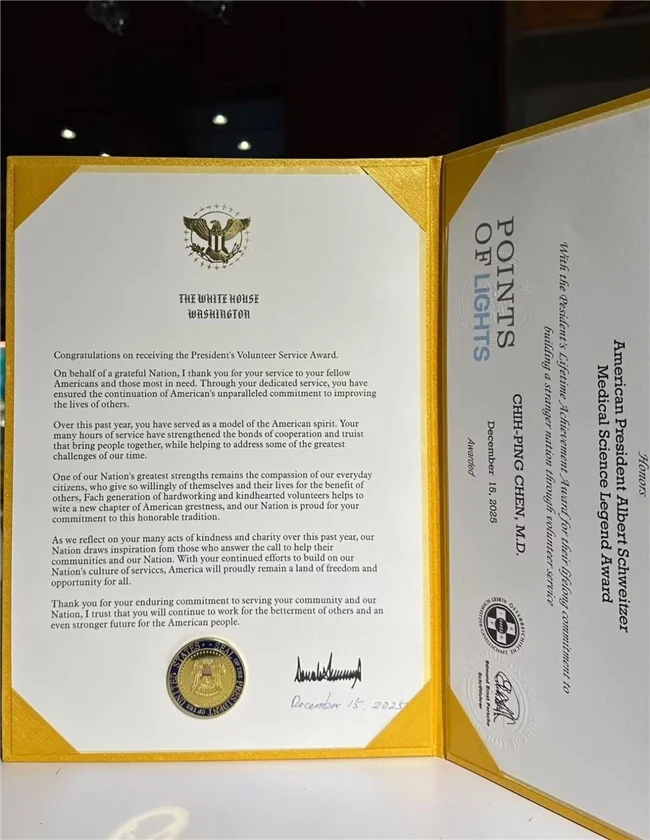 THE WHITE HOUSE
WASHINGTON
Congratulations on receiving the President's Volunteer Service Award.
On behalf of a grateful Nation, I thank you for your service to your fellow
Americans and those most in need. Through your dedicated service, you have
ensured the continuation of American's unparalleled commitment to improving
the lives of others.
Over this past year, you have served as a model of the American spirit. Your
many hours of service have strengthened the bonds of cooperation and truist
that bring people together, while helping to address some of the greatest
challenges of our time.
One of our Nation's greatest strengths remains the compassion of our everyday
citizens, who give so willingly of themselves and their lives for the benefit of
others, Fach generation of hardworking and kindhearted volunteers helps to
wite a new chapter of American grestness, and our Nation is proud for your
commitment to this honorable tradition.
As we reflect on your many acts of kindness and charity over this past year, our
Nation draws inspiration fom those who answer the call to help their
communities and our Nation. With your continued efforts to build on our
Nation's culture of serviccs, America will proudly remain a land of freedom and
opportunity for all.
Thank you for your enduring commitment to serving your community and our
Nation, I trust that you will continue to work for the betterment of others and an
even stronger future for the American people.
SEAL OF THE PRESIDENT OF THE UNITED STATES
December 15, 2025
Honors
American President Albert Schweitzer
Medical Science Legend Award
With the Pesident's Lifetime Achievement Award for their lifelong commitment to
building a stranger nation through volunteer service
CHIH-PING CHEN, M.D.
December 15, 2025
Awarded
POINTS
OF LIGHTS
Ernst Porsche
Schriftführer